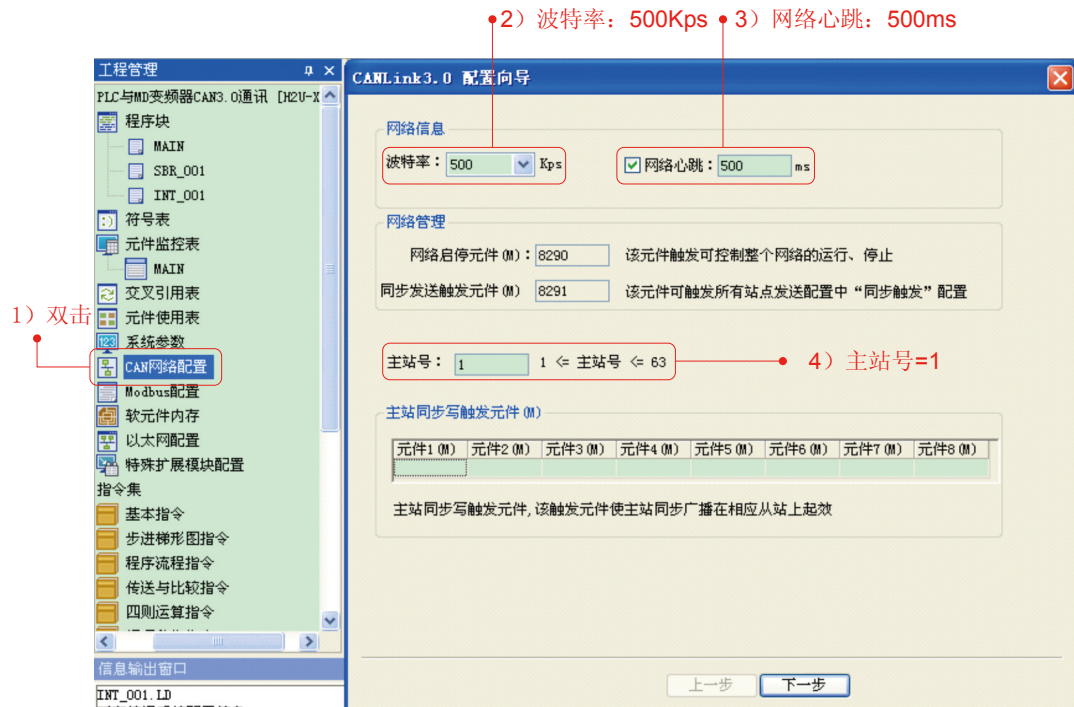 2）波特率：500Kps
3）网络心跳：500ms
工程管理
PLC与MD变频器CAN3.0通讯 [H2U-X
程序块
MAIN
SBR_001
INT_001
符号表
元件监控表
MAIN
交叉引用表
元件使用表
系统参数
1）双击
CAN网络配置
Modbus配置
软元件内存
以太网配置
特殊扩展模块配置
指令集
基本指令
步进梯形图指令
程序流程指令
传送与比较指令
四则运算指令
信息输出窗口
INT_001.LD
CANLink3.0 配置向导
网络信息
波特率： 500 Kps
网络心跳：500 ms
网络管理
网络启停元件(M)：8290 该元件触发可控制整个网络的运行、停止
同步发送触发元件(M) 8291 该元件可触发所有站点发送配置中“同步触发”配置
主站号： 1 1 <= 主站号 <= 63
4）主站号=1
主站同步写触发元件(M)
元件1(M) 元件2(M) 元件3(M) 元件4(M) 元件5(M) 元件6(M) 元件7(M) 元件8(M)
主站同步写触发元件,该触发元件使主站同步广播在相应从站上起效
上一步 下一步